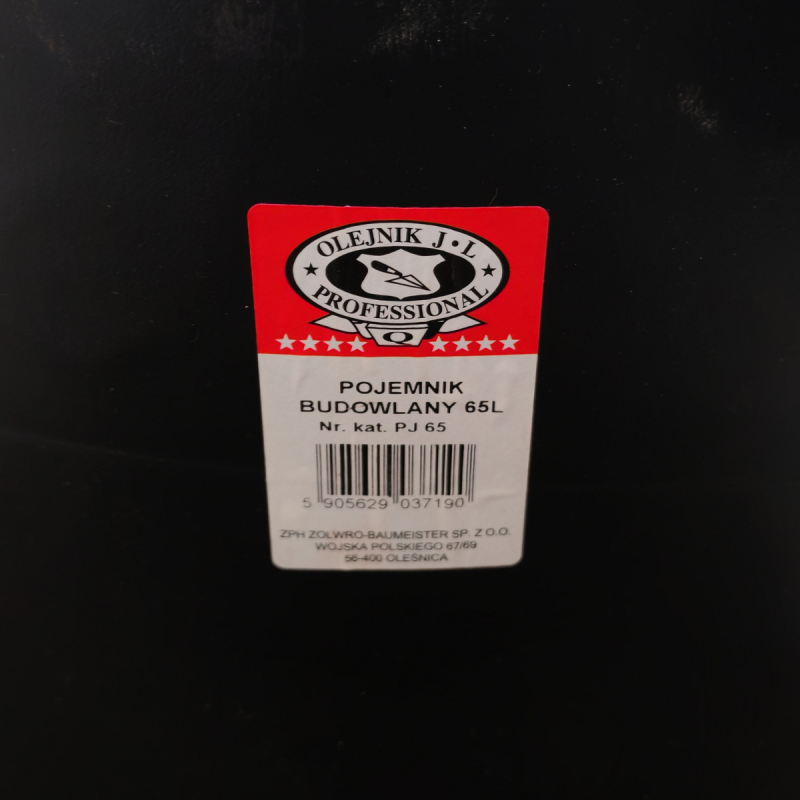 OLEJNIK J•L
PROFESSIONAL
Q
POJEMNIK
BUDOWLANY 65L
Nr. kat. PJ 65
5 905629 037190
ZPH ZOLWRO-BAUMEISTER SP. Z O.O.
WOJSKA POLSKIEGO 67/69
56-400 OLEŚNICA